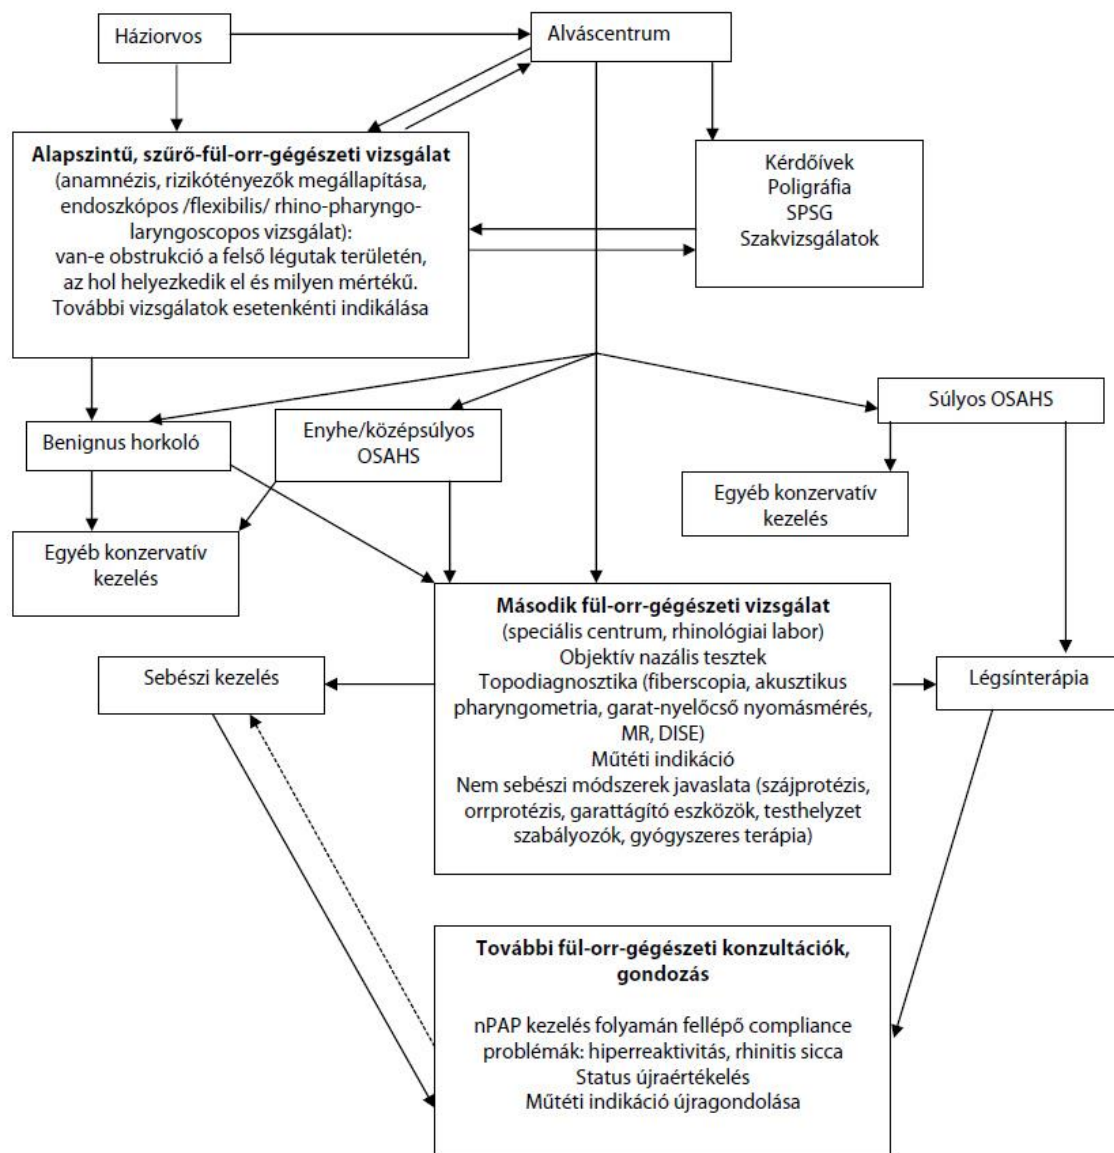 Háziorvos
Alváscentrum
Alapszintű, szűrő-fül-orr-gégészeti vizsgálat
(anamnézis, rizikótényezők megállapítása,
endoszkópos /flexibilis/ rhino-pharyngo-
laryngoscopos vizsgálat):
van-e obstrukció a felső légutak területén,
az hol helyezkedik el és milyen mértékű.
További vizsgálatok esetenkénti indikálása
Kérdőívek
Poligráfia
SPSG
Szakvizsgálatok
Benignus horkoló
Enyhe/középsúlyos
OSAHS
Súlyos OSAHS
Egyéb konzervatív
kezelés
Egyéb konzervatív
kezelés
Második fül-orr-gégészeti vizsgálat
(speciális centrum, rhinológiai labor)
Objektív nazális tesztek
Topodiagnosztika (fiberscopia, akusztikus
pharyngometria, garat-nyelőcső nyomásmérés,
MR, DISE)
Műtéti indikáció
Nem sebészi módszerek javaslata (szájprotézis,
orrprotézis, garattágító eszközök, testhelyzet
szabályozók, gyógyszeres terápia)
Sebészi kezelés
Légsínterápia
További fül-orr-gégészeti konzultációk,
gondozás
nPAP kezelés folyamán fellépő compliance
problémák: hiperreaktivitás, rhinitis sicca
Status újraértékelés
Műtéti indikáció újragondolása